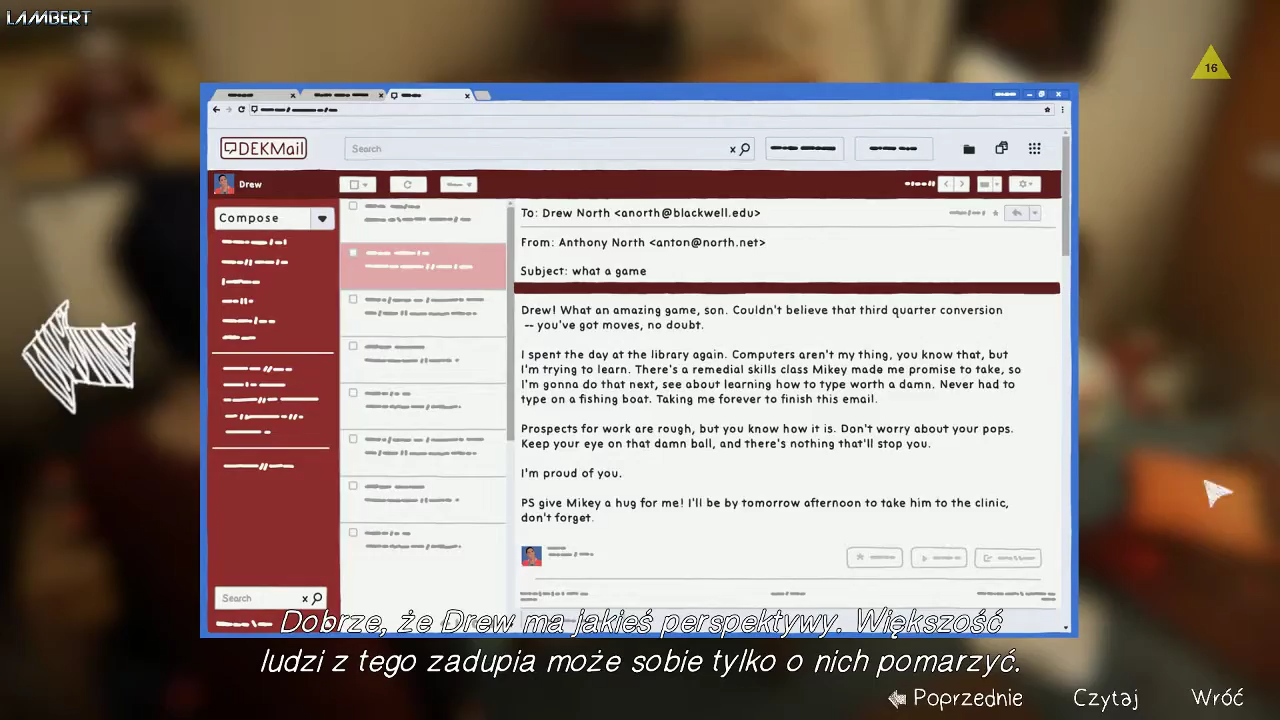 LAMBERT
16
DEKMail
Search
Drew
Compose
To: Drew North <anorth@blackwell.edu>
From: Anthony North <anton@north.net>
Subject: what a game
Drew! What an amazing game, son. Couldn't believe that third quarter conversion
-- you've got moves, no doubt.
I spent the day at the library again. Computers aren't my thing, you know that, but
I'm trying to learn. There's a remedial skills class Mikey made me promise to take, so
I'm gonna do that next, see about learning how to type worth a damn. Never had to
type on a fishing boat. Taking me forever to finish this email.
Prospects for work are rough, but you know how it is. Don't worry about your pops.
Keep your eye on that damn ball, and there's nothing that'll stop you.
I'm proud of you.
PS give Mikey a hug for me! I'll be by tomorrow afternoon to take him to the clinic,
don't forget.
Search
Dobrze, że Drew ma jakieś perspektywy. Większość
ludzi z tego zadupia może sobie tylko o nich pomarzyć.
Poprzednie Czytaj Wróć